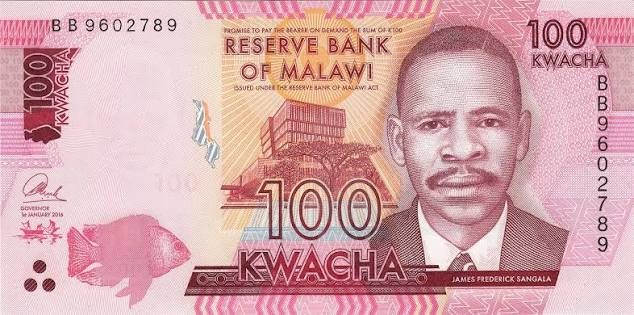 BB9602789
PROMISE TO PAY THE BEARER ON DEMAND THE SUM OF K100
RESERVE BANK
OF MALAWI
ISSUED UNDER THE RESERVE BANK OF MALAWI ACT
100
KWACHA
100
KWACHA
BB9602789
100
GOVERNOR
1st JANUARY 2016
100
KWACHA
JAMES FREDERICK SANGALA